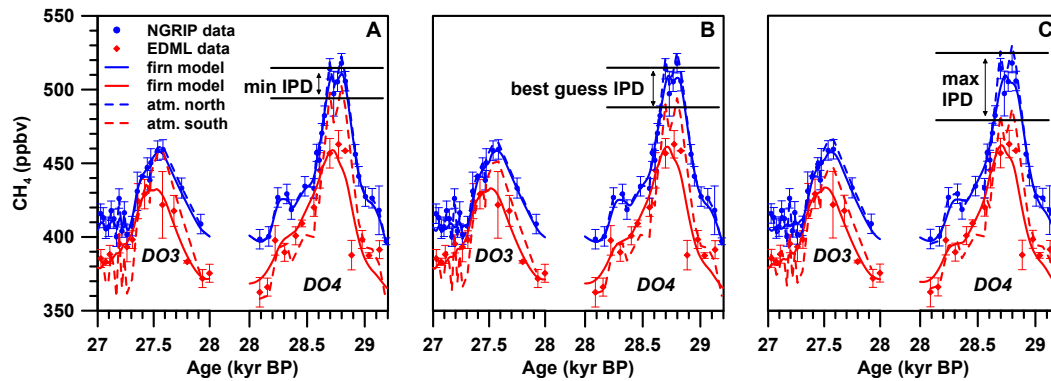 NGRIP data
EDML data
firn model
firn model
atm. north
atm. south
A
min IPD
DO3
DO4
B
best guess IPD
DO3
DO4
C
max
IPD
DO3
DO4
CH4 (ppbv)
550
500
450
400
350
27 27.5 28 28 28.5 29
27 27.5 28 28 28.5 29
27 27.5 28 28 28.5 29
Age (kyr BP)
Age (kyr BP)
Age (kyr BP)